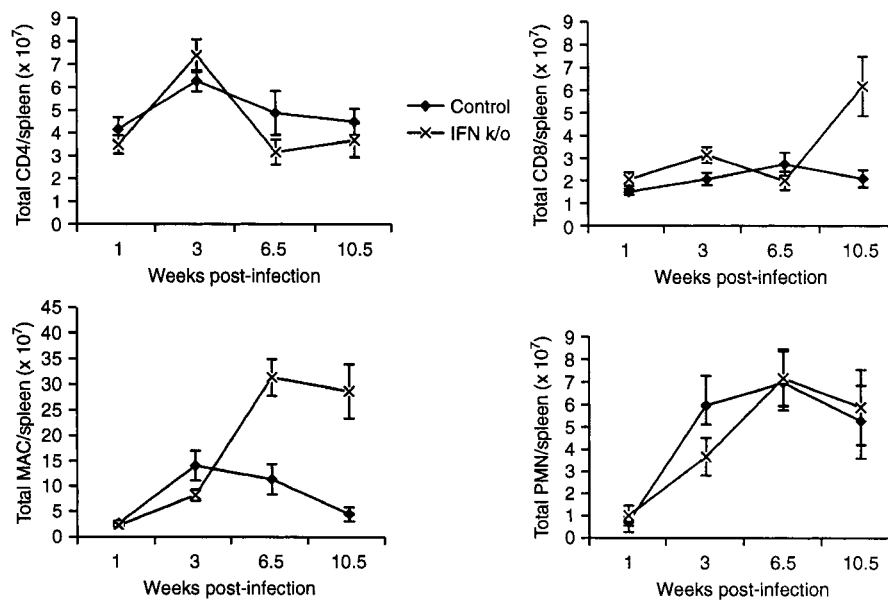 Total CD4/spleen (x 10⁷)
9
8
7
6
5
4
3
2
1
0
1 3 6.5 10.5
Weeks post-infection
Control
IFN k/o
Total CD8/spleen (x 10⁷)
9
8
7
6
5
4
3
2
1
0
1 3 6.5 10.5
Weeks post-infection
Total MAC/spleen (x 10⁷)
45
40
35
30
25
20
15
10
5
0
1 3 6.5 10.5
Weeks post-infection
Total PMN/spleen (x 10⁷)
9
8
7
6
5
4
3
2
1
0
1 3 6.5 10.5
Weeks post-infection